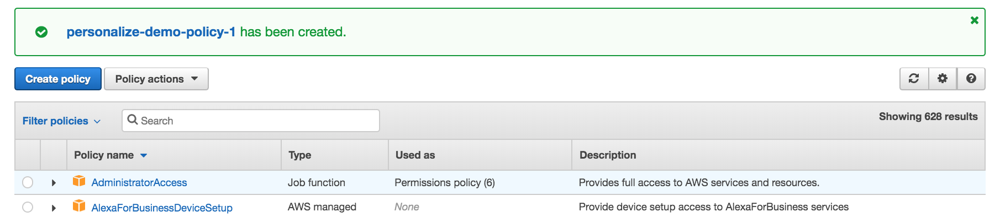 personalize-demo-policy-1 has been created.
Create policy Policy actions
Filter policies Search Showing 628 results
Policy name Type Used as Description
AdministratorAccess Job function Permissions policy (6) Provides full access to AWS services and resources.
AlexaForBusinessDeviceSetup AWS managed None Provide device setup access to AlexaForBusiness services